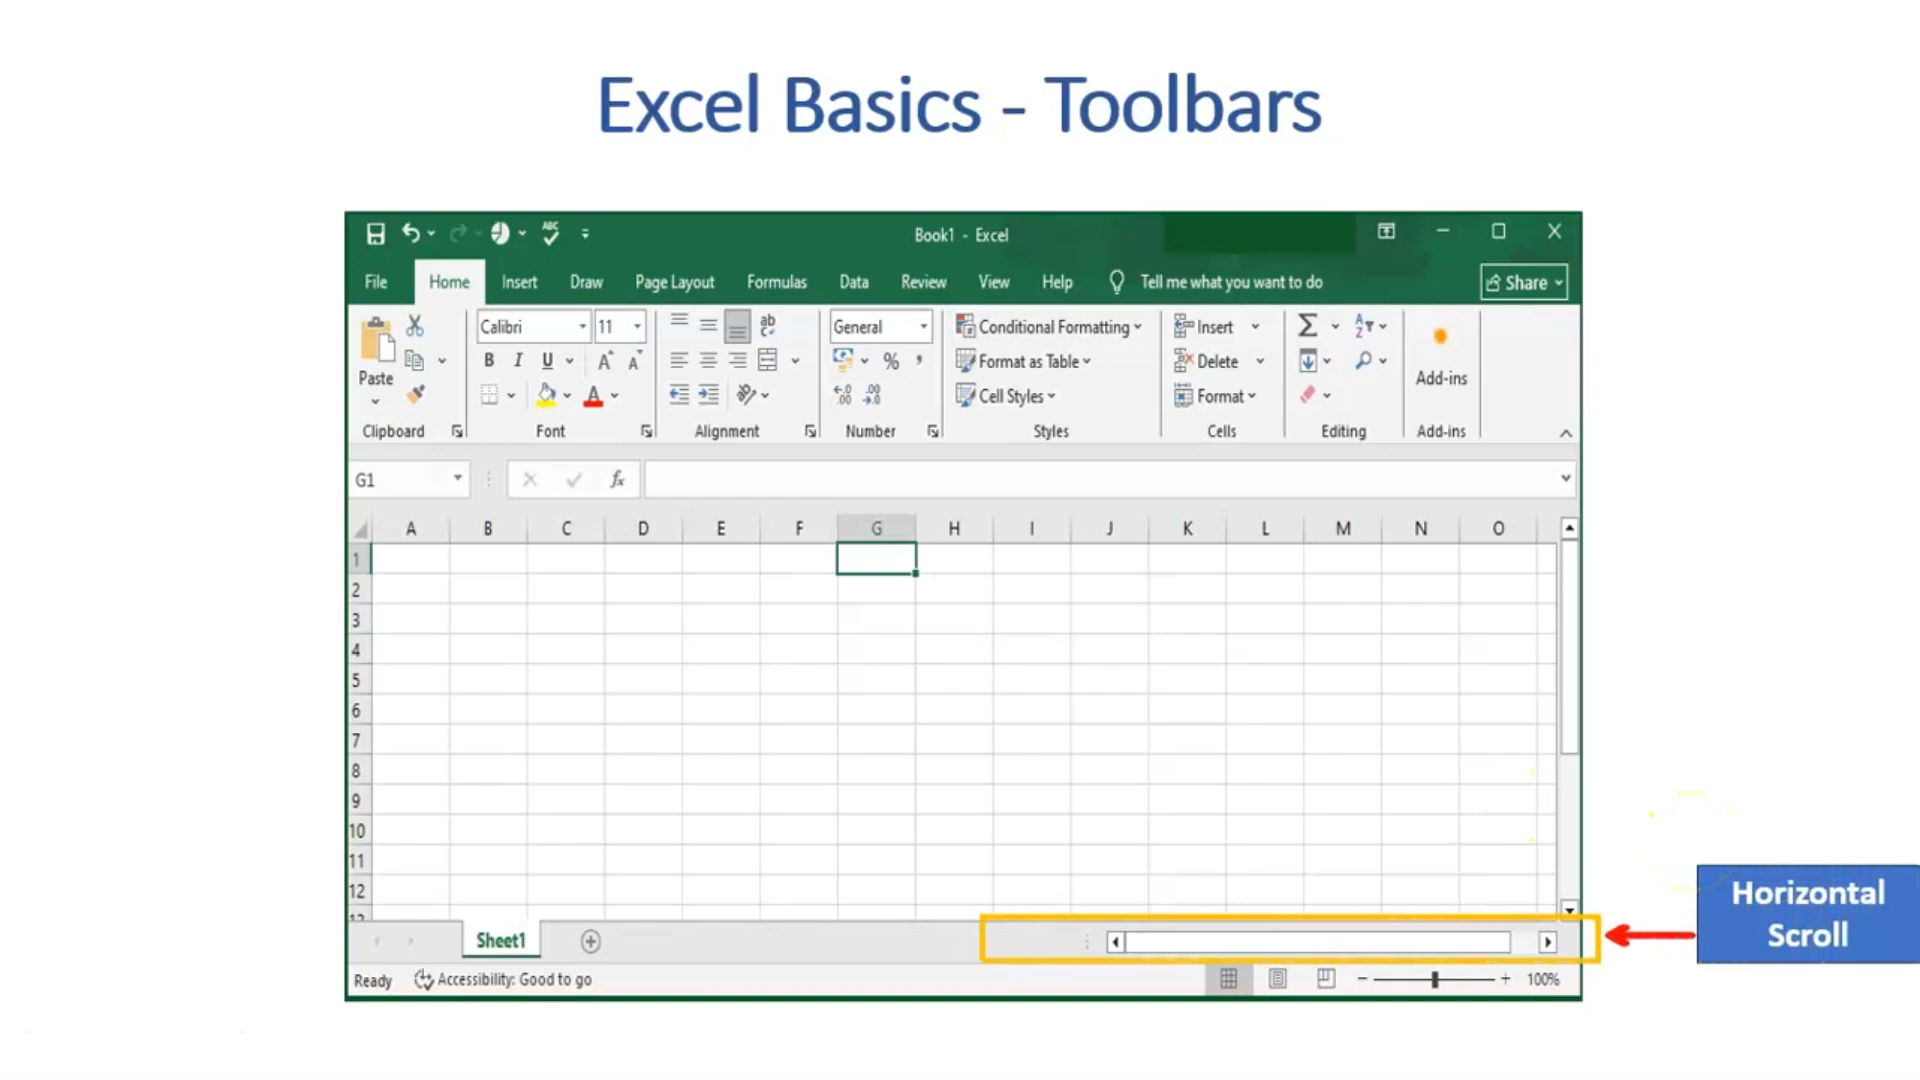 Excel Basics - Toolbars
Book1 - Excel
File Home Insert Draw Page Layout Formulas Data Review View Help Tell me what you want to do Share
Paste
Calibri 11
B I U A A
A
ab
c
General
% ,
.00 .00
Conditional Formatting
Format as Table
Cell Styles
Insert
Delete
Format
Σ A Z
Add-ins
Clipboard Font Alignment Number Styles Cells Editing Add-ins
G1 fx
A B C D E F G H I J K L M N O
1
2
3
4
5
6
7
8
9
10
11
12
Sheet1
Horizontal
Scroll
Ready Accessibility: Good to go 100%